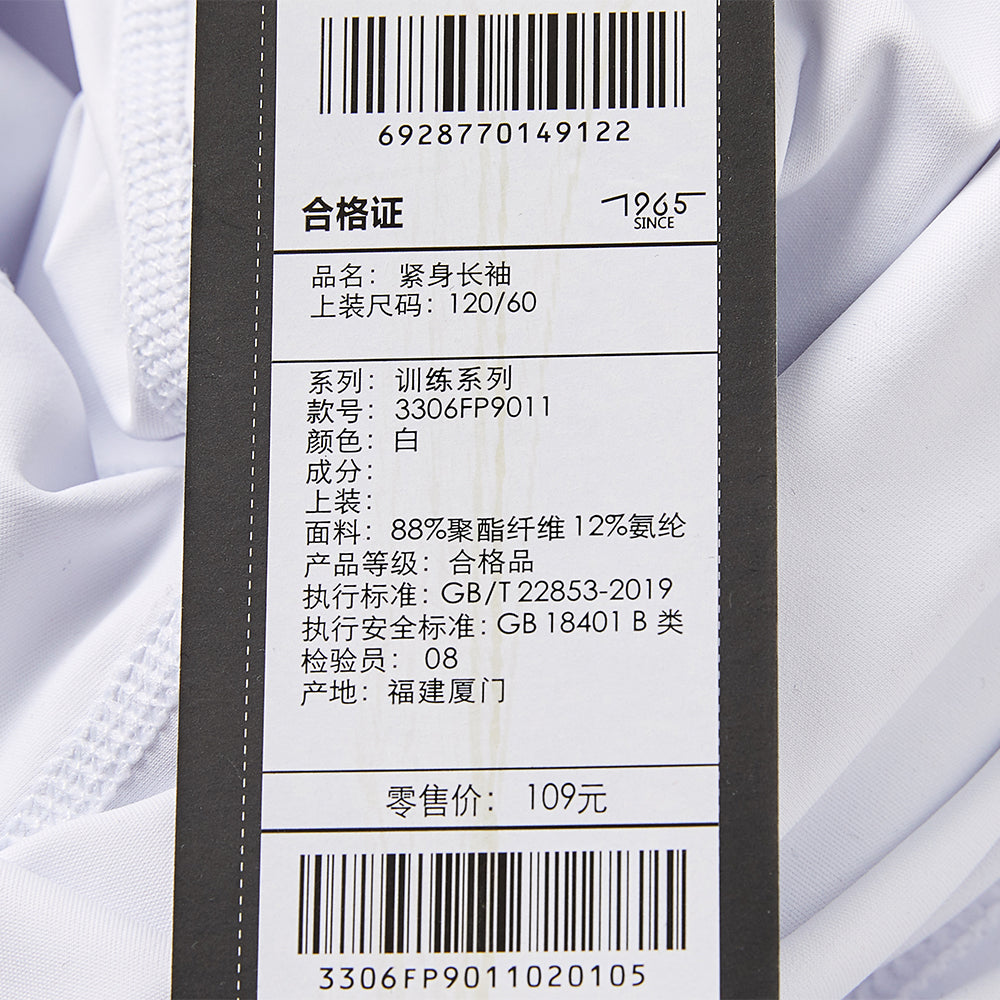 6928770149122
合格证
1965
SINCE
品名：紧身长袖
上装尺码：120/60
系列：训练系列
款号：3306FP9011
颜色：白
成分：
上装：
面料：88%聚酯纤维 12%氨纶
产品等级：合格品
执行标准：GB/T 22853-2019
执行安全标准：GB 18401 B 类
检验员：08
产地：福建厦门
零售价：109元
3306FP9011020105